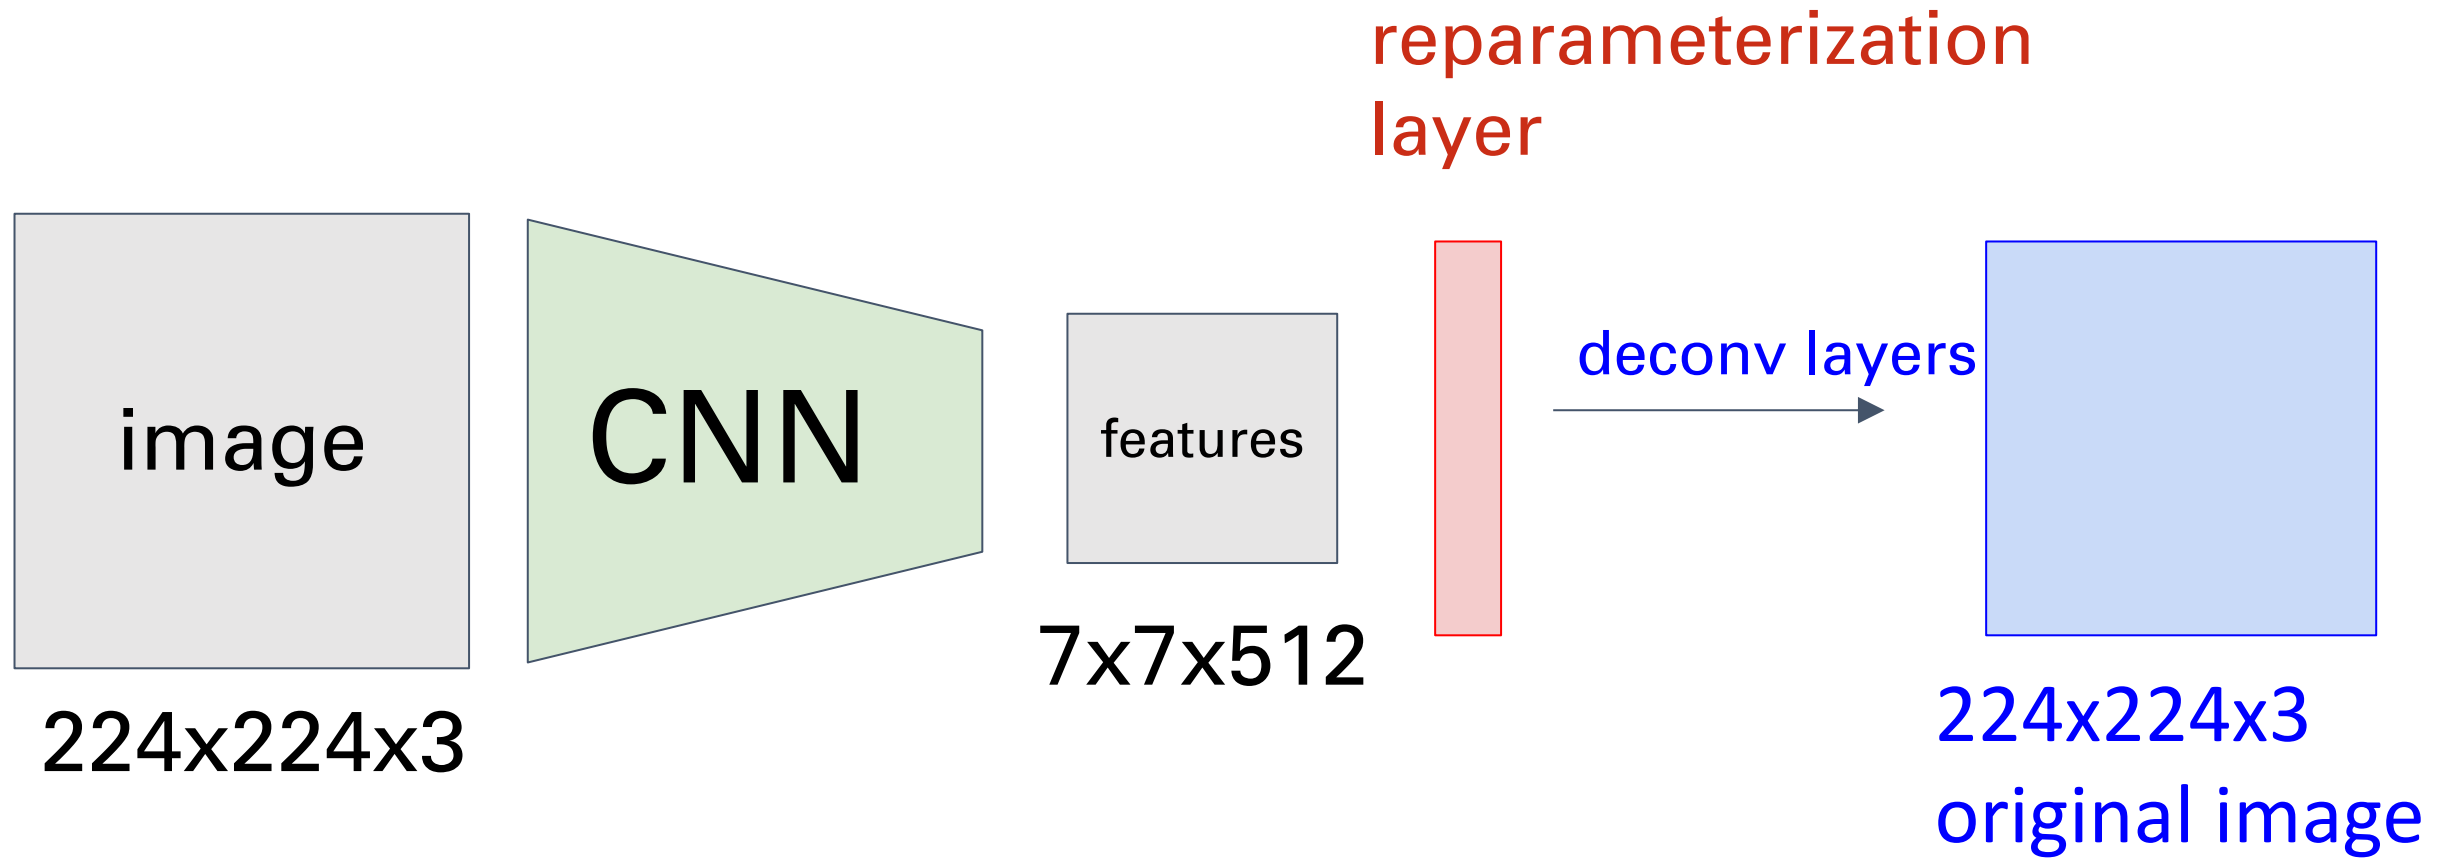 reparameterization
layer
image
CNN
features
deconv layers
7x7x512
224x224x3
224x224x3
original image